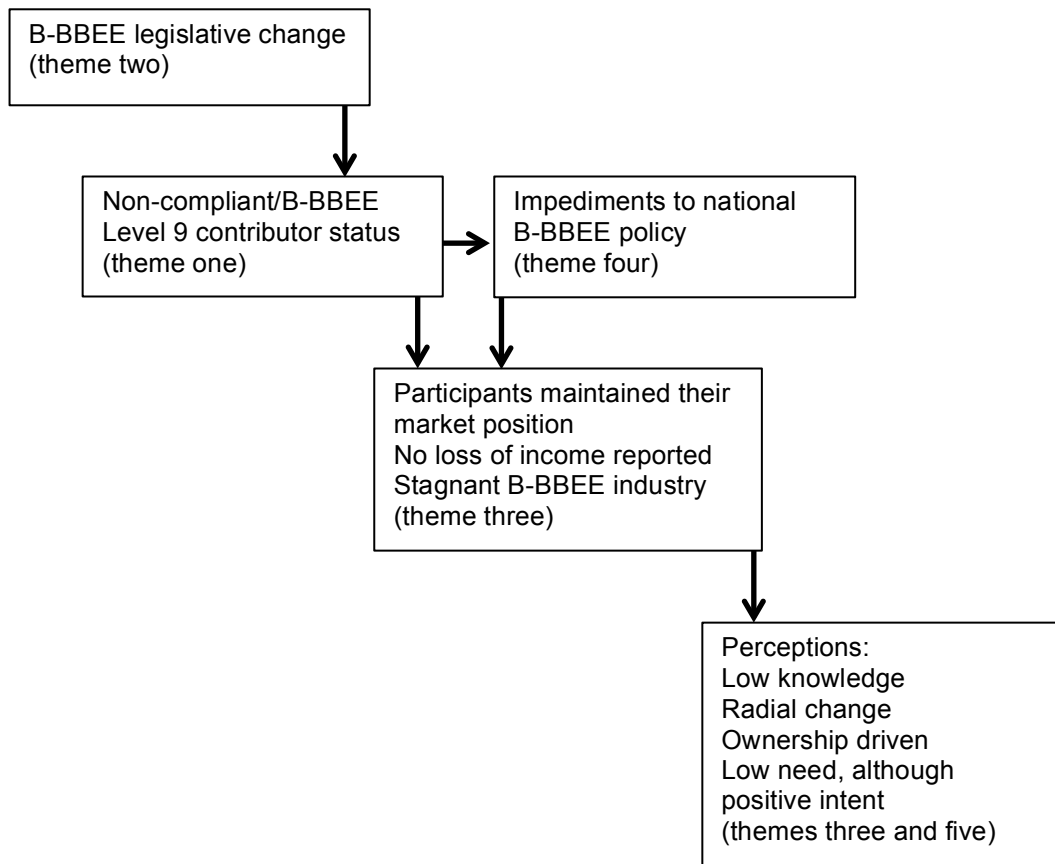 B-BBEE legislative change
(theme two)
Non-compliant/B-BBEE
Level 9 contributor status
(theme one)
Impediments to national
B-BBEE policy
(theme four)
Participants maintained their
market position
No loss of income reported
Stagnant B-BBEE industry
(theme three)
Perceptions:
Low knowledge
Radial change
Ownership driven
Low need, although
positive intent
(themes three and five)